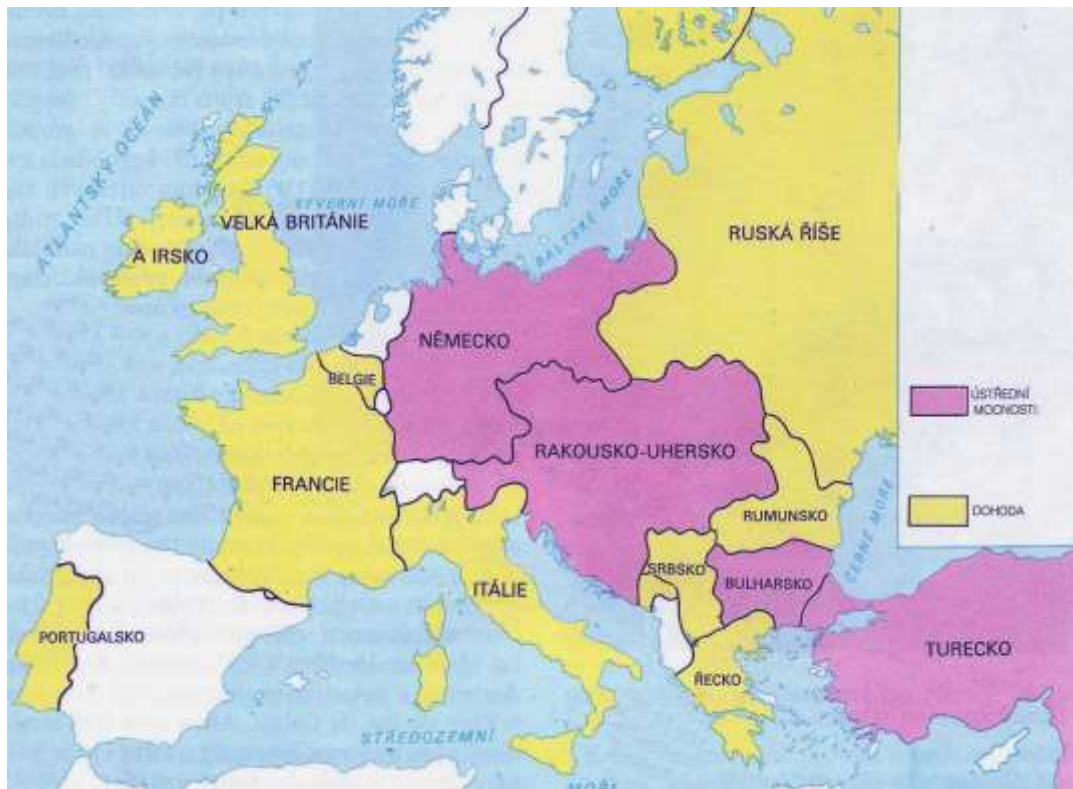 ATLANTSKÝ OCEÁN
SEVERNÍ MOŘE
VELKÁ BRITÁNIE
A IRSKO
BALTSKÉ MOŘE
RUSKÁ ŘÍŠE
NĚMECKO
BELGIE
ÚSTŘEDNÍ
MOCNOSTI:
RAKOUSKO-UHERSKO
FRANCIE
DOHODA
RUMUNSKO
ČERNÉ MOŘE
SRBSKO
BULHARSKO
ITÁLIE
PORTUGALSKO
TURECKO
ŘECKO
STŘEDOZEMNÍ
MOŘE